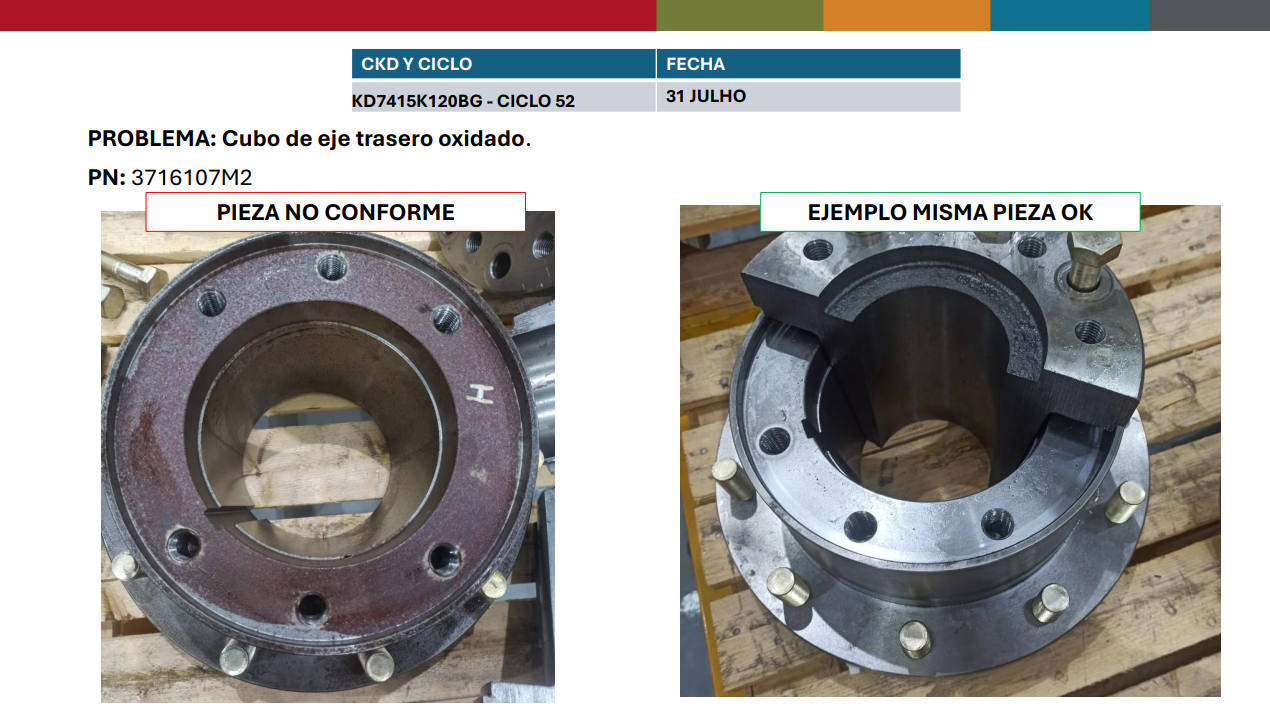 CKD Y CICLO FECHA
KD7415K120BG - CICLO 52 31 JULHO
PROBLEMA: Cubo de eje trasero oxidado.
PN: 3716107M2
PIEZA NO CONFORME
EJEMPLO MISMA PIEZA OK
H